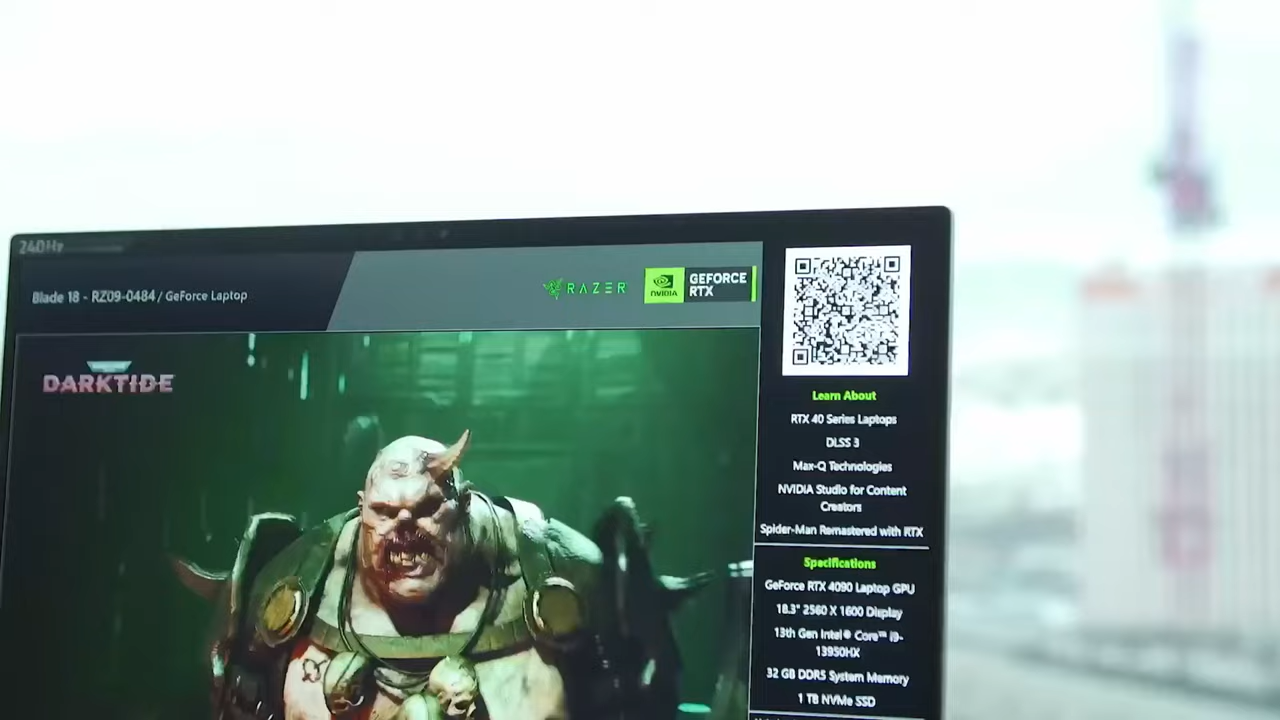 240Hz
Blade 18 - RZ09-0484 / GeForce Laptop
RAZER
NVIDIA
GEFORCE
RTX
DARKTIDE
Learn About
RTX 40 Series Laptops
DLSS 3
Max-Q Technologies
NVIDIA Studio for Content
Creators
Spider-Man Remastered with RTX
Specifications
GeForce RTX 4090 Laptop GPU
18.3" 2560 X 1600 Display
13th Gen Intel® Core™ i9-
13950HX
32 GB DDR5 System Memory
1 TB NVMe SSD